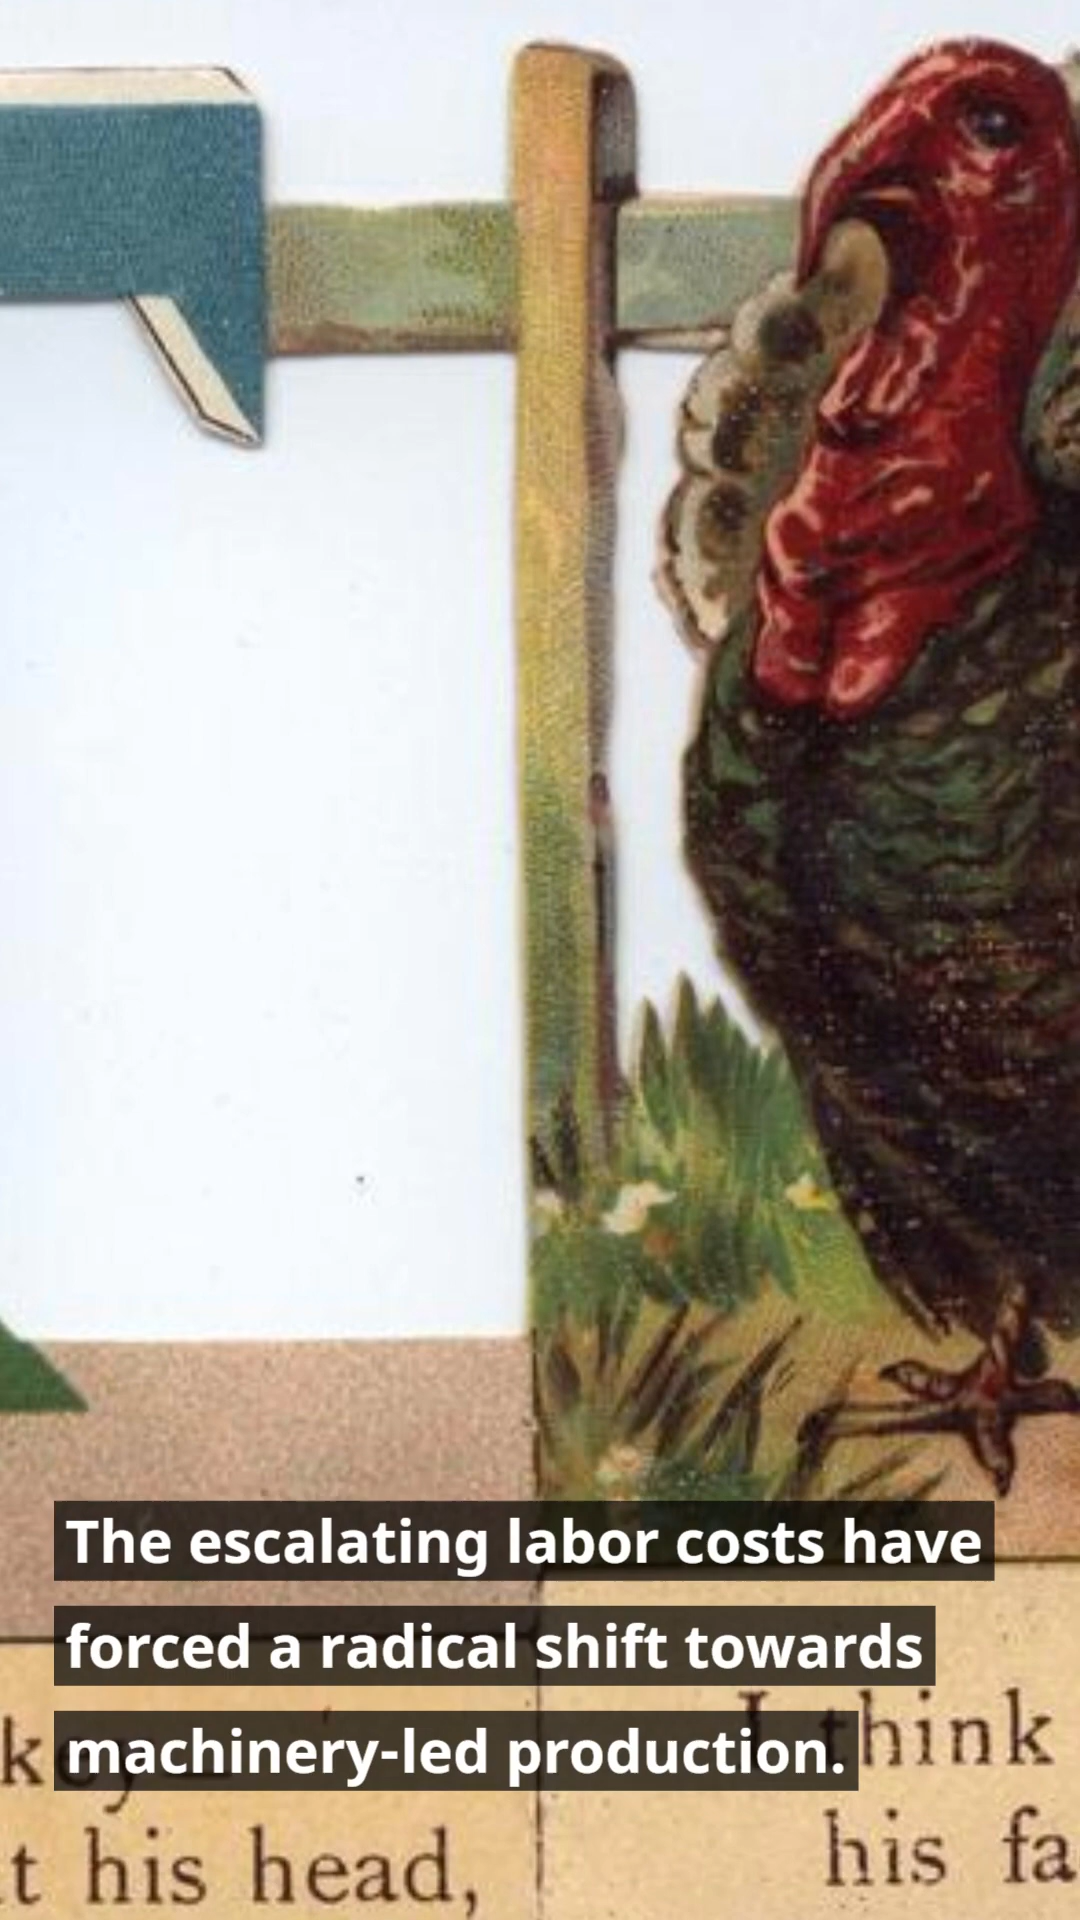 The escalating labor costs have
forced a radical shift towards
machinery-led production.
I think
t his head,
his fa